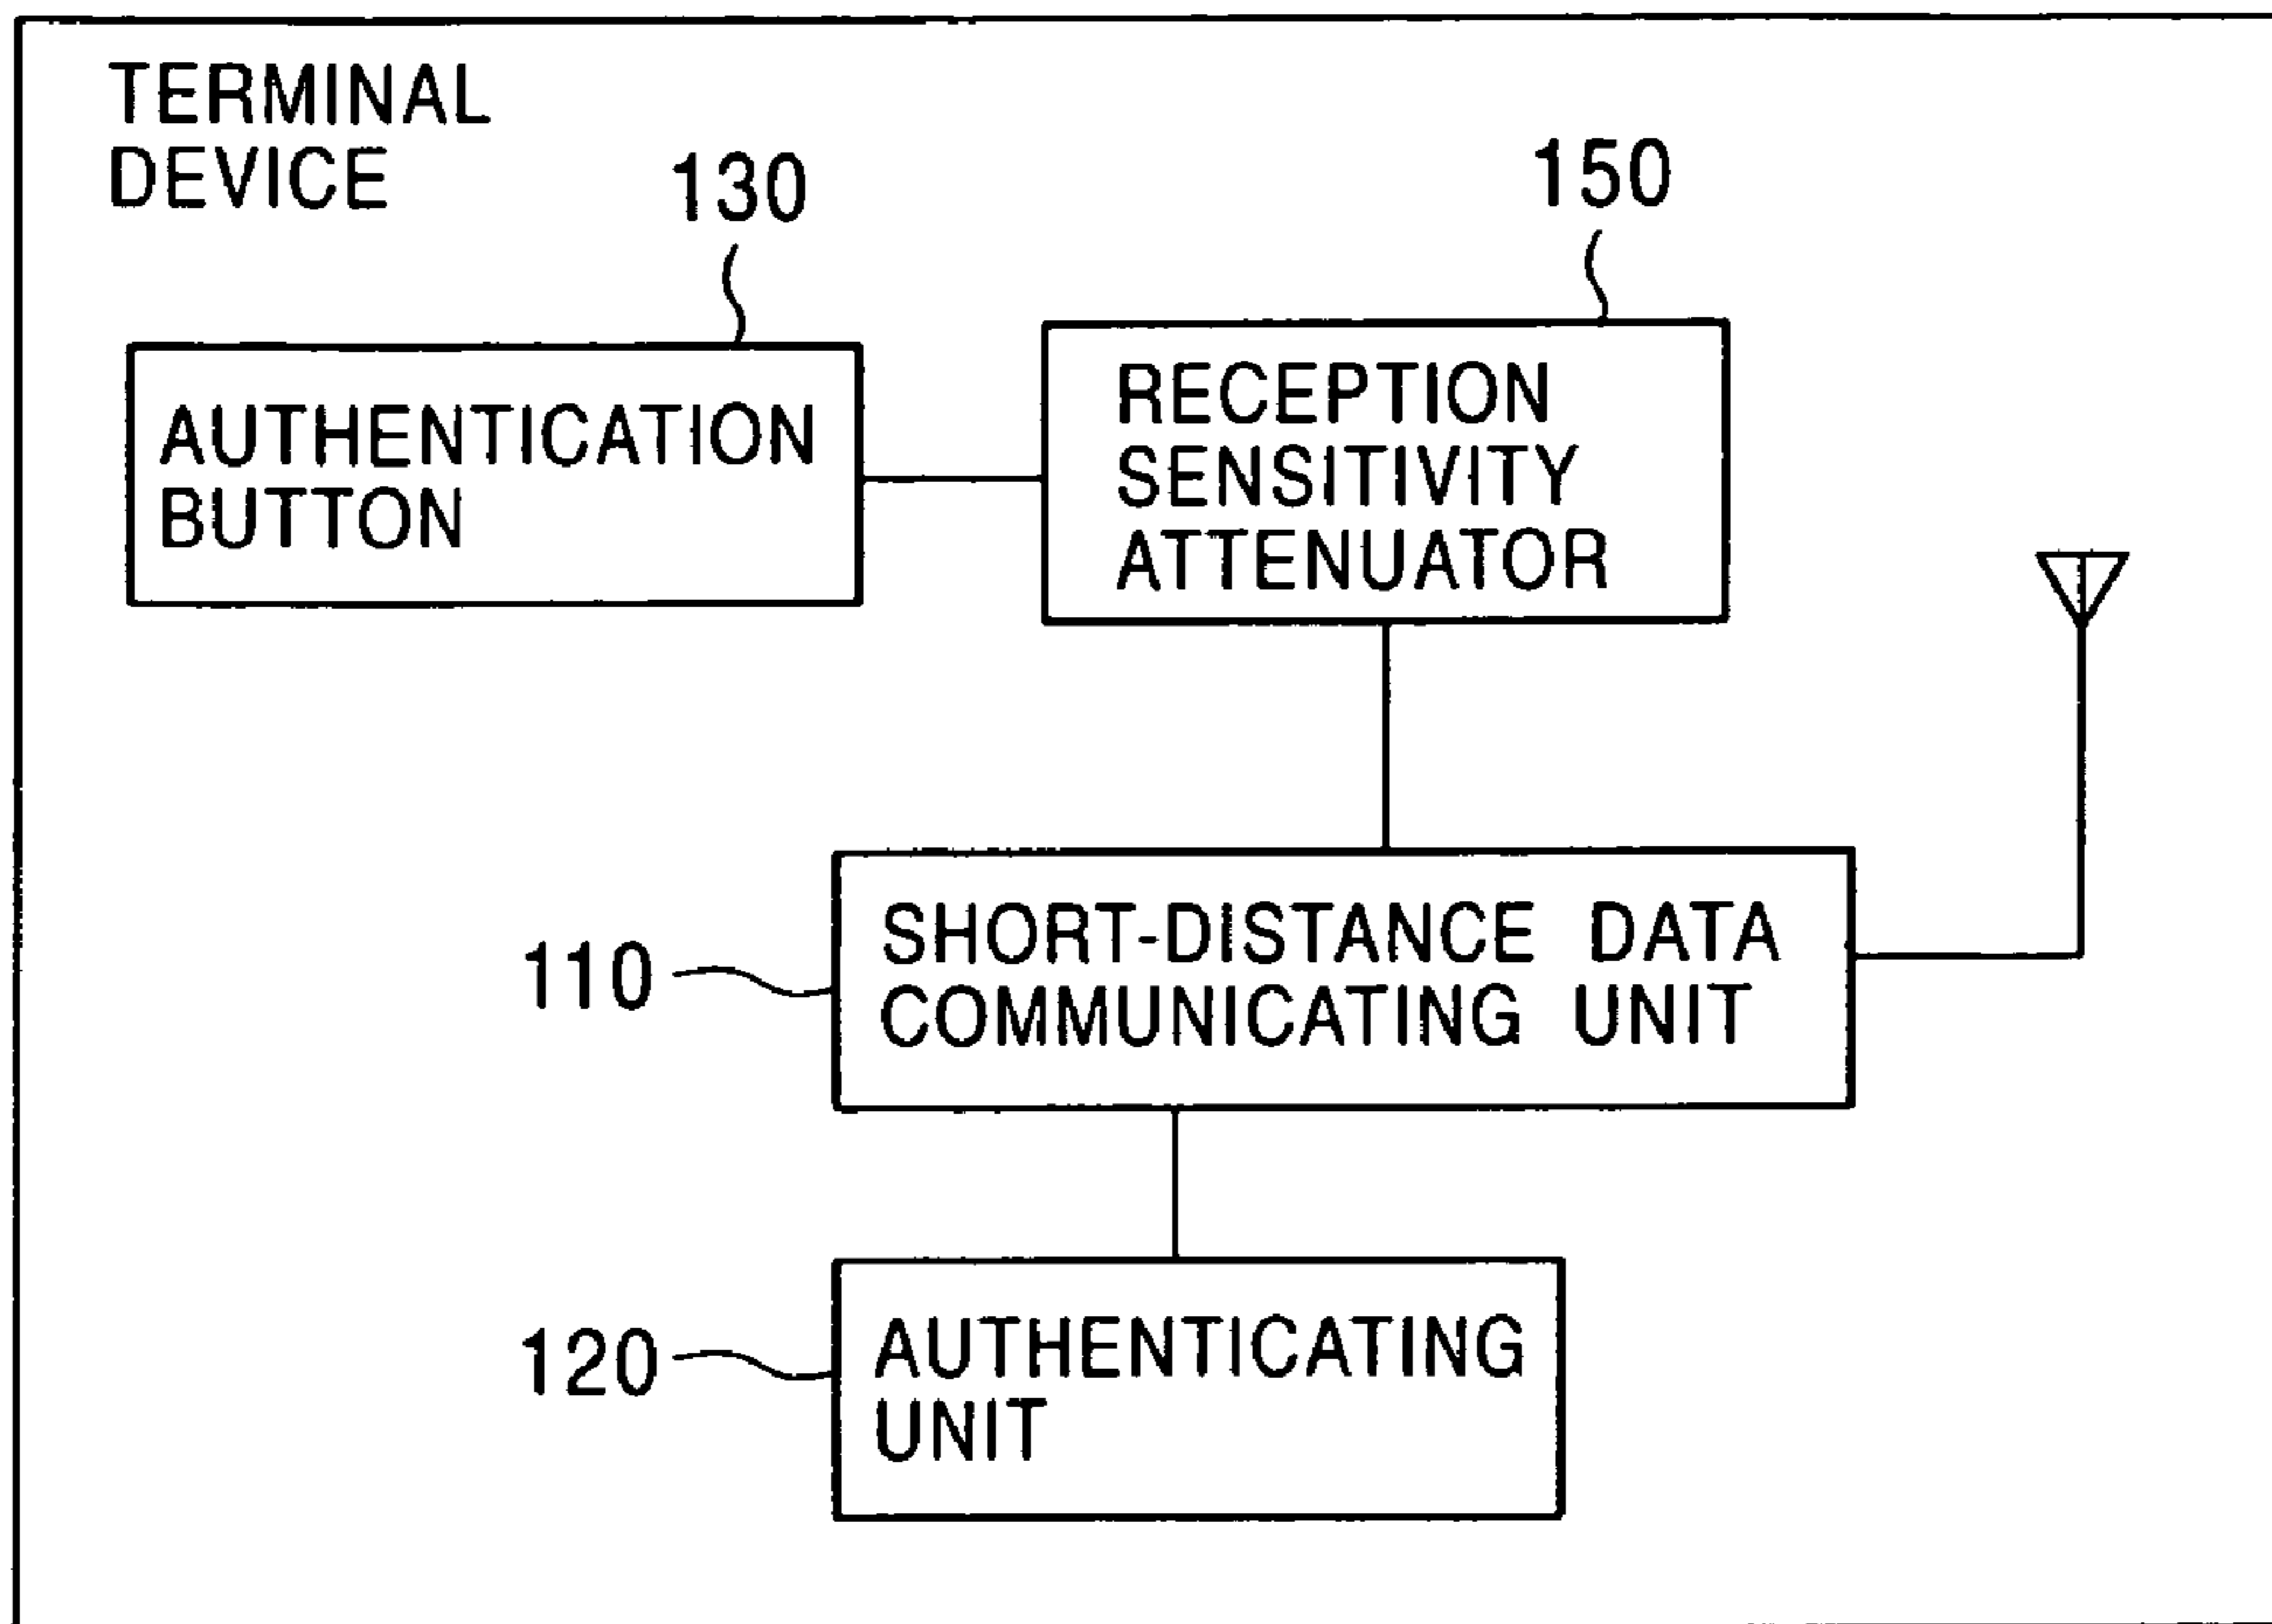 TERMINAL
DEVICE
130
150
AUTHENTICATION
BUTTON
RECEPTION
SENSITIVITY
ATTENUATOR
110
SHORT-DISTANCE DATA
COMMUNICATING UNIT
120
AUTHENTICATING
UNIT